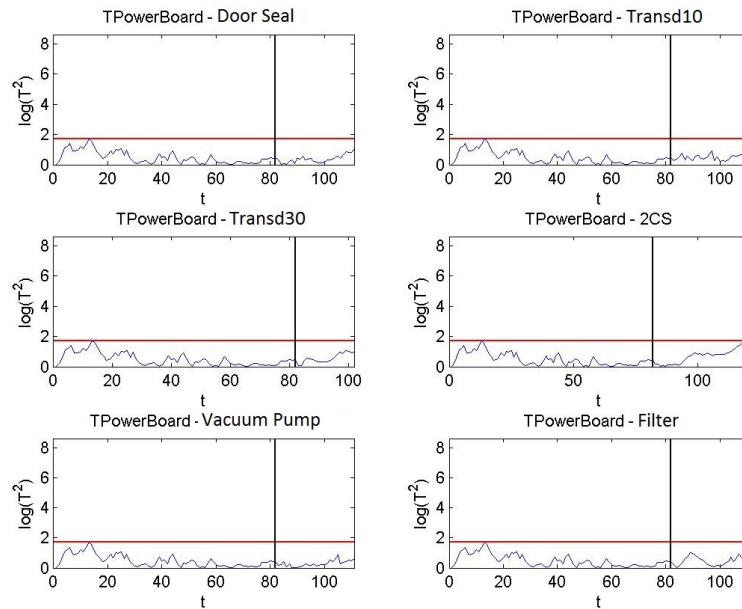 TPowerBoard - Door Seal
TPowerBoard - Transd10
8
6
4
2
0
log(T²)
0 20 40 60 80 100
t
8
6
4
2
0
log(T²)
0 20 40 60 80 100
t
TPowerBoard - Transd30
TPowerBoard - 2CS
8
6
4
2
0
log(T²)
0 20 40 60 80 100
t
8
6
4
2
0
log(T²)
0 50 100
t
TPowerBoard - Vacuum Pump
TPowerBoard - Filter
8
6
4
2
0
log(T²)
0 20 40 60 80 100
t
8
6
4
2
0
log(T²)
0 20 40 60 80 100
t